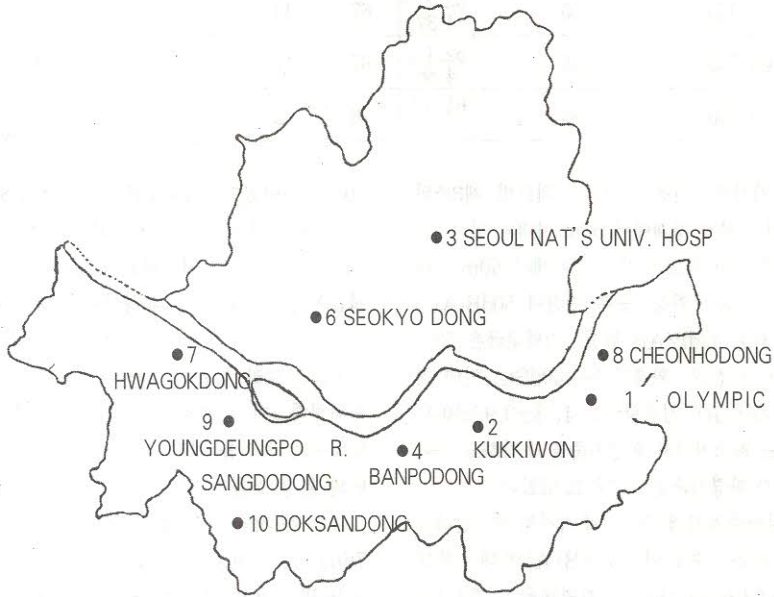 3 SEOUL NAT'S UNIV. HOSP
6 SEOKYO DONG
7
HWAGOKDONG
8 CHEONHODONG
1 OLYMPIC
9
YOUNGDEUNGPO R.
2
KUKKIWON
4
BANPODONG
SANGDODONG
10 DOKSANDONG